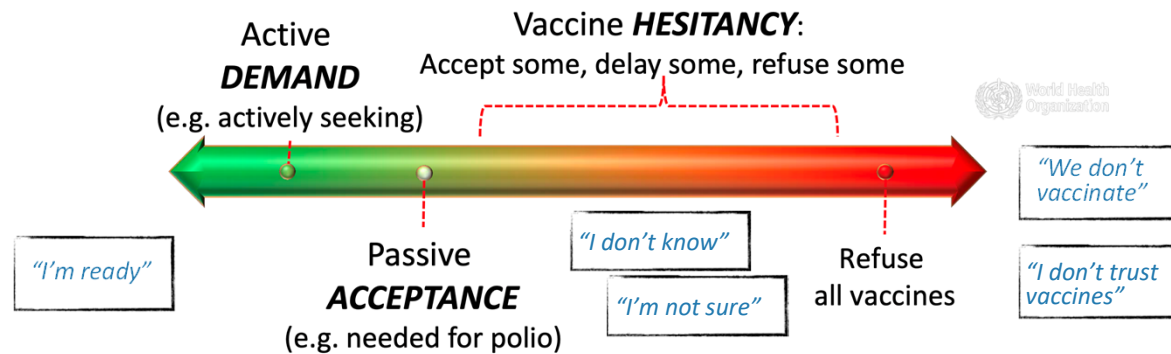 Active
DEMAND
(e.g. actively seeking)
Vaccine HESITANCY:
Accept some, delay some, refuse some
World Health
Organization
"I'm ready"
Passive
ACCEPTANCE
(e.g. needed for polio)
"I don't know"
"I'm not sure"
Refuse
all vaccines
"We don't
vaccinate"
"I don't trust
vaccines"